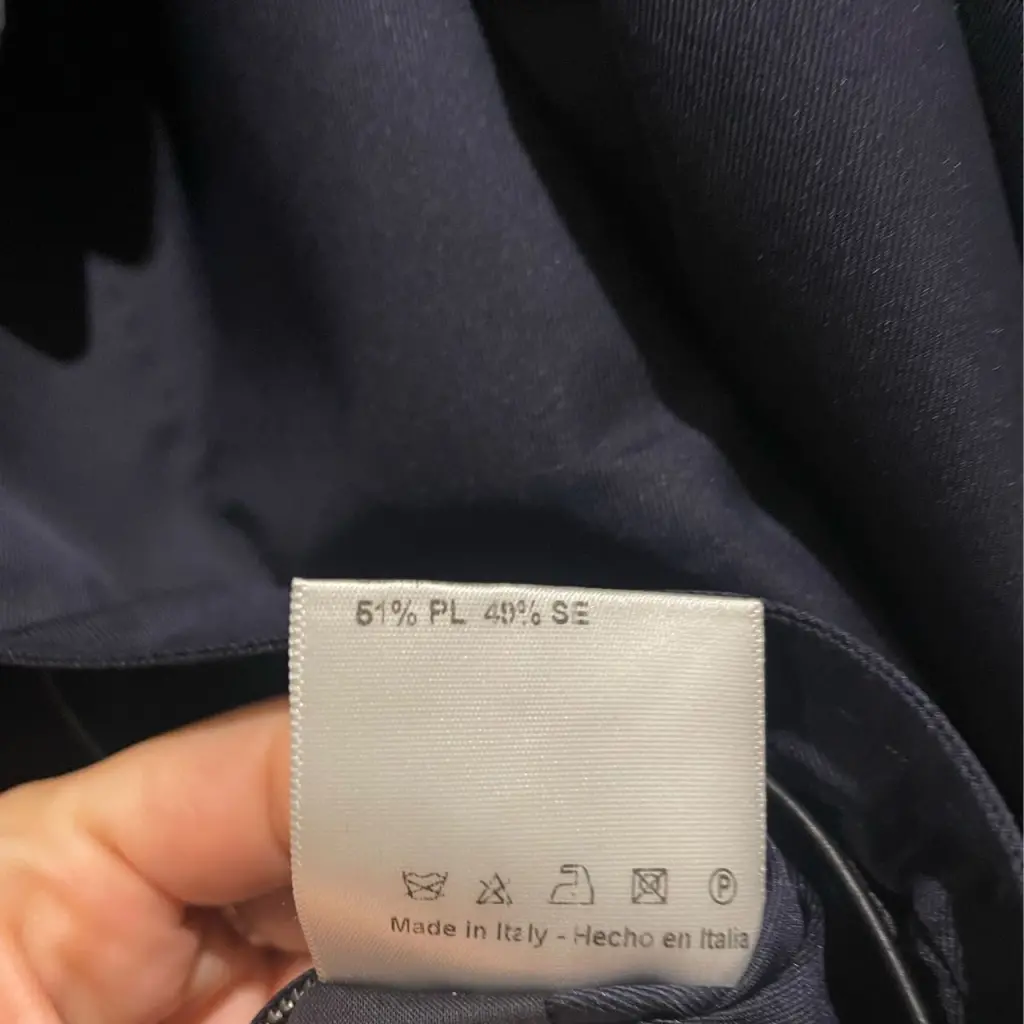 51% PL 49% SE
P
Made in Italy - Hecho en Italia